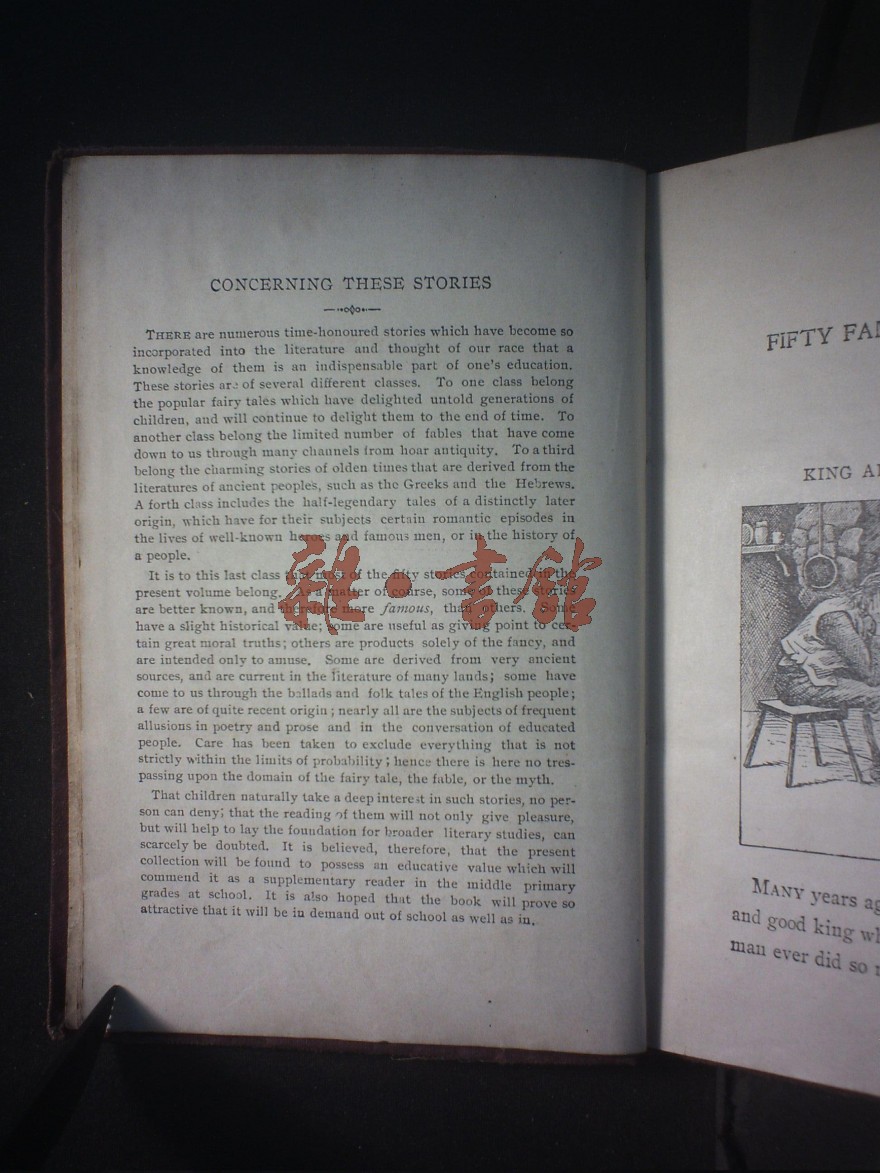 CONCERNING THESE STORIES
THERE are numerous time-honoured stories which have become so
incorporated into the literature and thought of our race that a
knowledge of them is an indispensable part of one's education.
These stories are of several different classes. To one class belong
the popular fairy tales which have delighted untold generations of
children, and will continue to delight them to the end of time. To
another class belong the limited number of fables that have come
down to us through many channels from hoar antiquity. To a third
belong the charming stories of olden times that are derived from the
literatures of ancient peoples, such as the Greeks and the Hebrews.
A forth class includes the half-legendary tales of a distinctly later
origin, which have for their subjects certain romantic episodes in
the lives of well-known heroes and famous men, or in the history of
a people.
It is to this last class that most of the fifty stories contained in the
present volume belong. As a matter of course, some of these stories
are better known, and therefore more famous, than others. Some
have a slight historical value; some are useful as giving point to cer-
tain great moral truths; others are products solely of the fancy, and
are intended only to amuse. Some are derived from very ancient
sources, and are current in the literature of many lands; some have
come to us through the ballads and folk tales of the English people;
a few are of quite recent origin; nearly all are the subjects of frequent
allusions in poetry and prose and in the conversation of educated
people. Care has been taken to exclude everything that is not
strictly within the limits of probability; hence there is here no tres-
passing upon the domain of the fairy tale, the fable, or the myth.
That children naturally take a deep interest in such stories, no per-
son can deny; that the reading of them will not only give pleasure,
but will help to lay the foundation for broader literary studies, can
scarcely be doubted. It is believed, therefore, that the present
collection will be found to possess an educative value which will
commend it as a supplementary reader in the middle primary
grades at school. It is also hoped that the book will prove so
attractive that it will be in demand out of school as well as in.
雜·書館
FIFTY FA
KING A
MANY years ag
and good king wh
man ever did so